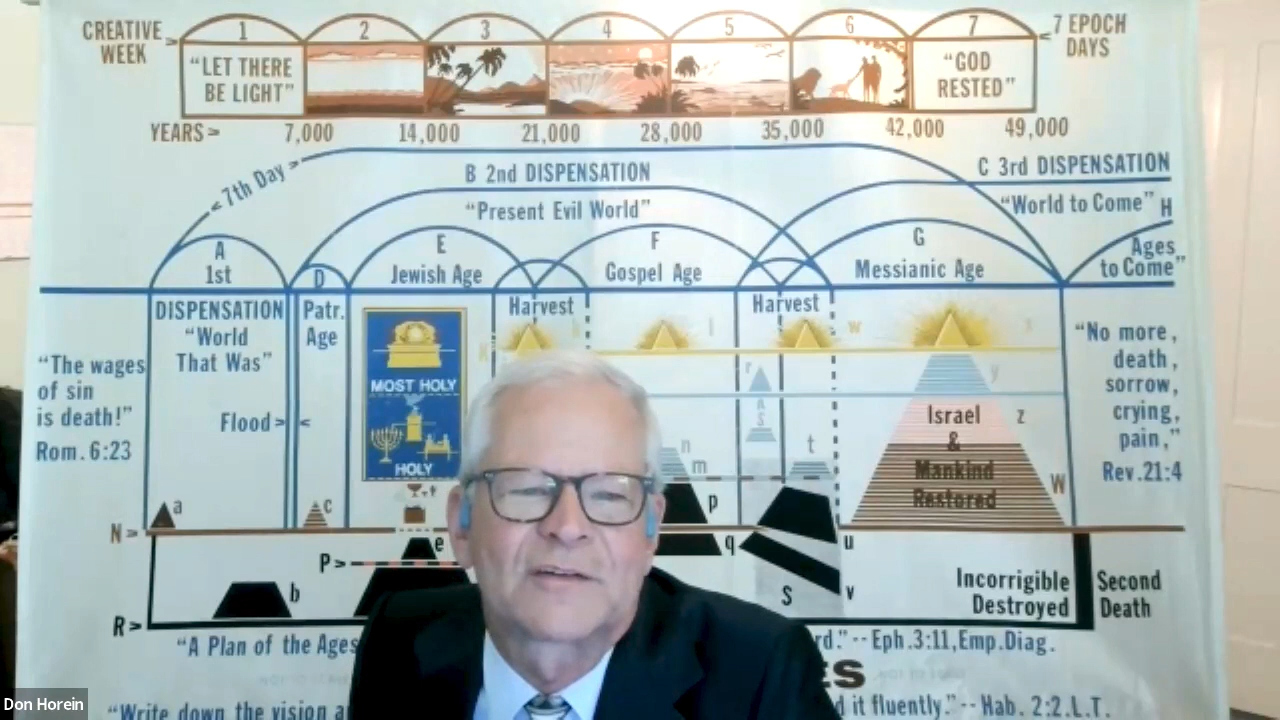 CREATIVE WEEK
1 2 3 4 5 6 7
7 EPOCH DAYS
"LET THERE BE LIGHT"
"GOD RESTED"
YEARS> 7,000 14,000 21,000 28,000 35,000 42,000 49,000
< 7th Day >
B 2nd DISPENSATION
C 3rd DISPENSATION
"Present Evil World"
"World to Come" H
A
1st
D
E
Jewish Age
F
Gospel Age
G
Messianic Age
Ages to Come"
DISPENSATION
"World That Was"
Patr. Age
Harvest
Harvest
"The wages of sin is death!"
Rom. 6:23
Flood> <
MOST HOLY
HOLY
w
r
y
z
W
n
m
t
p
q
u
v
S
Israel
&
Mankind
Restored
"No more, death, sorrow, crying, pain,"
Rev.21:4
a
c
N>
P>
e
b
R>
Incorrigible Destroyed
Second Death
"A Plan of the Ages
rd." -- Eph.3:11,Emp.Diag.
ES
"Write down the vision a
d it fluently." -- Hab. 2:2.L.T.
Don Horein